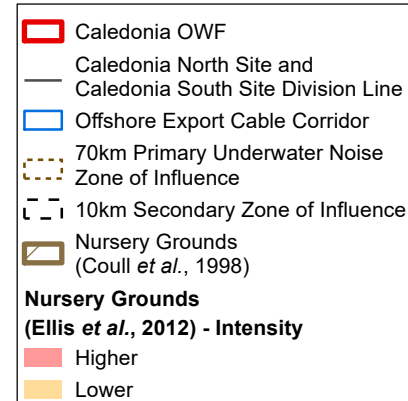 Caledonia OWF
Caledonia North Site and
Caledonia South Site Division Line
Offshore Export Cable Corridor
70km Primary Underwater Noise
Zone of Influence
10km Secondary Zone of Influence
Nursery Grounds
(Coull et al., 1998)
Nursery Grounds
(Ellis et al., 2012) - Intensity
Higher
Lower